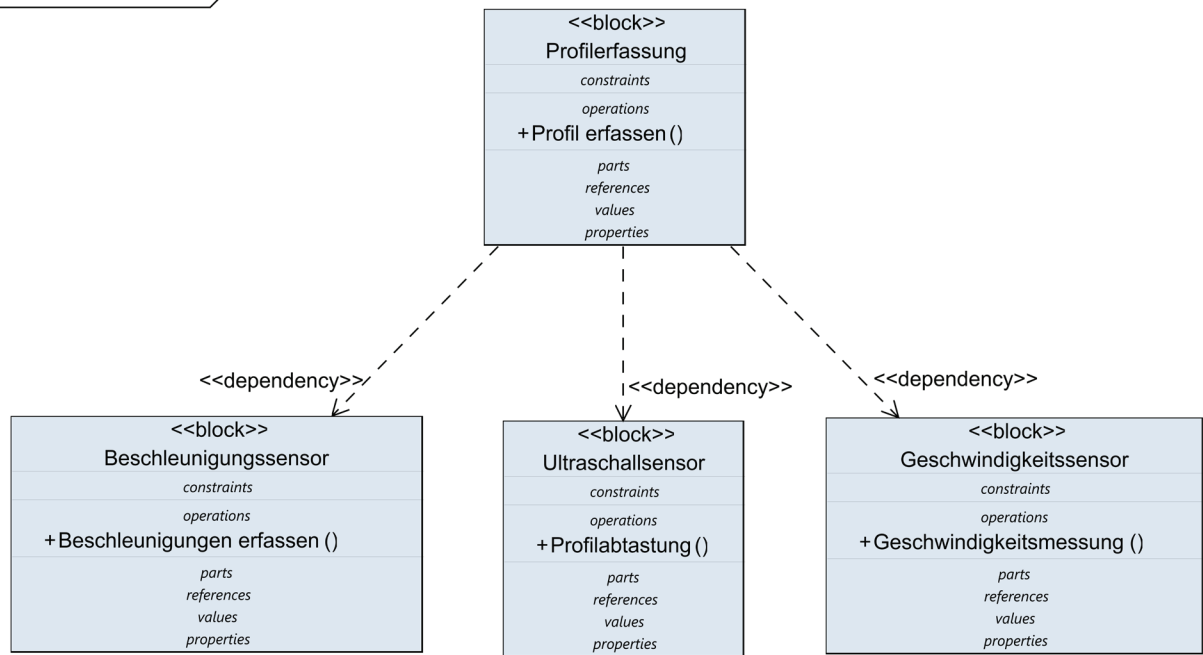 <<block>>
Profilerfassung
constraints
operations
+Profil erfassen()
parts
references
values
properties
<<dependency>>
<<dependency>>
<<dependency>>
<<block>>
Beschleunigungssensor
constraints
operations
+Beschleunigungen erfassen ()
parts
references
values
properties
<<block>>
Ultraschallsensor
constraints
operations
+Profilabtastung()
parts
references
values
properties
<<block>>
Geschwindigkeitssensor
constraints
operations
+Geschwindigkeitsmessung ()
parts
references
values
properties